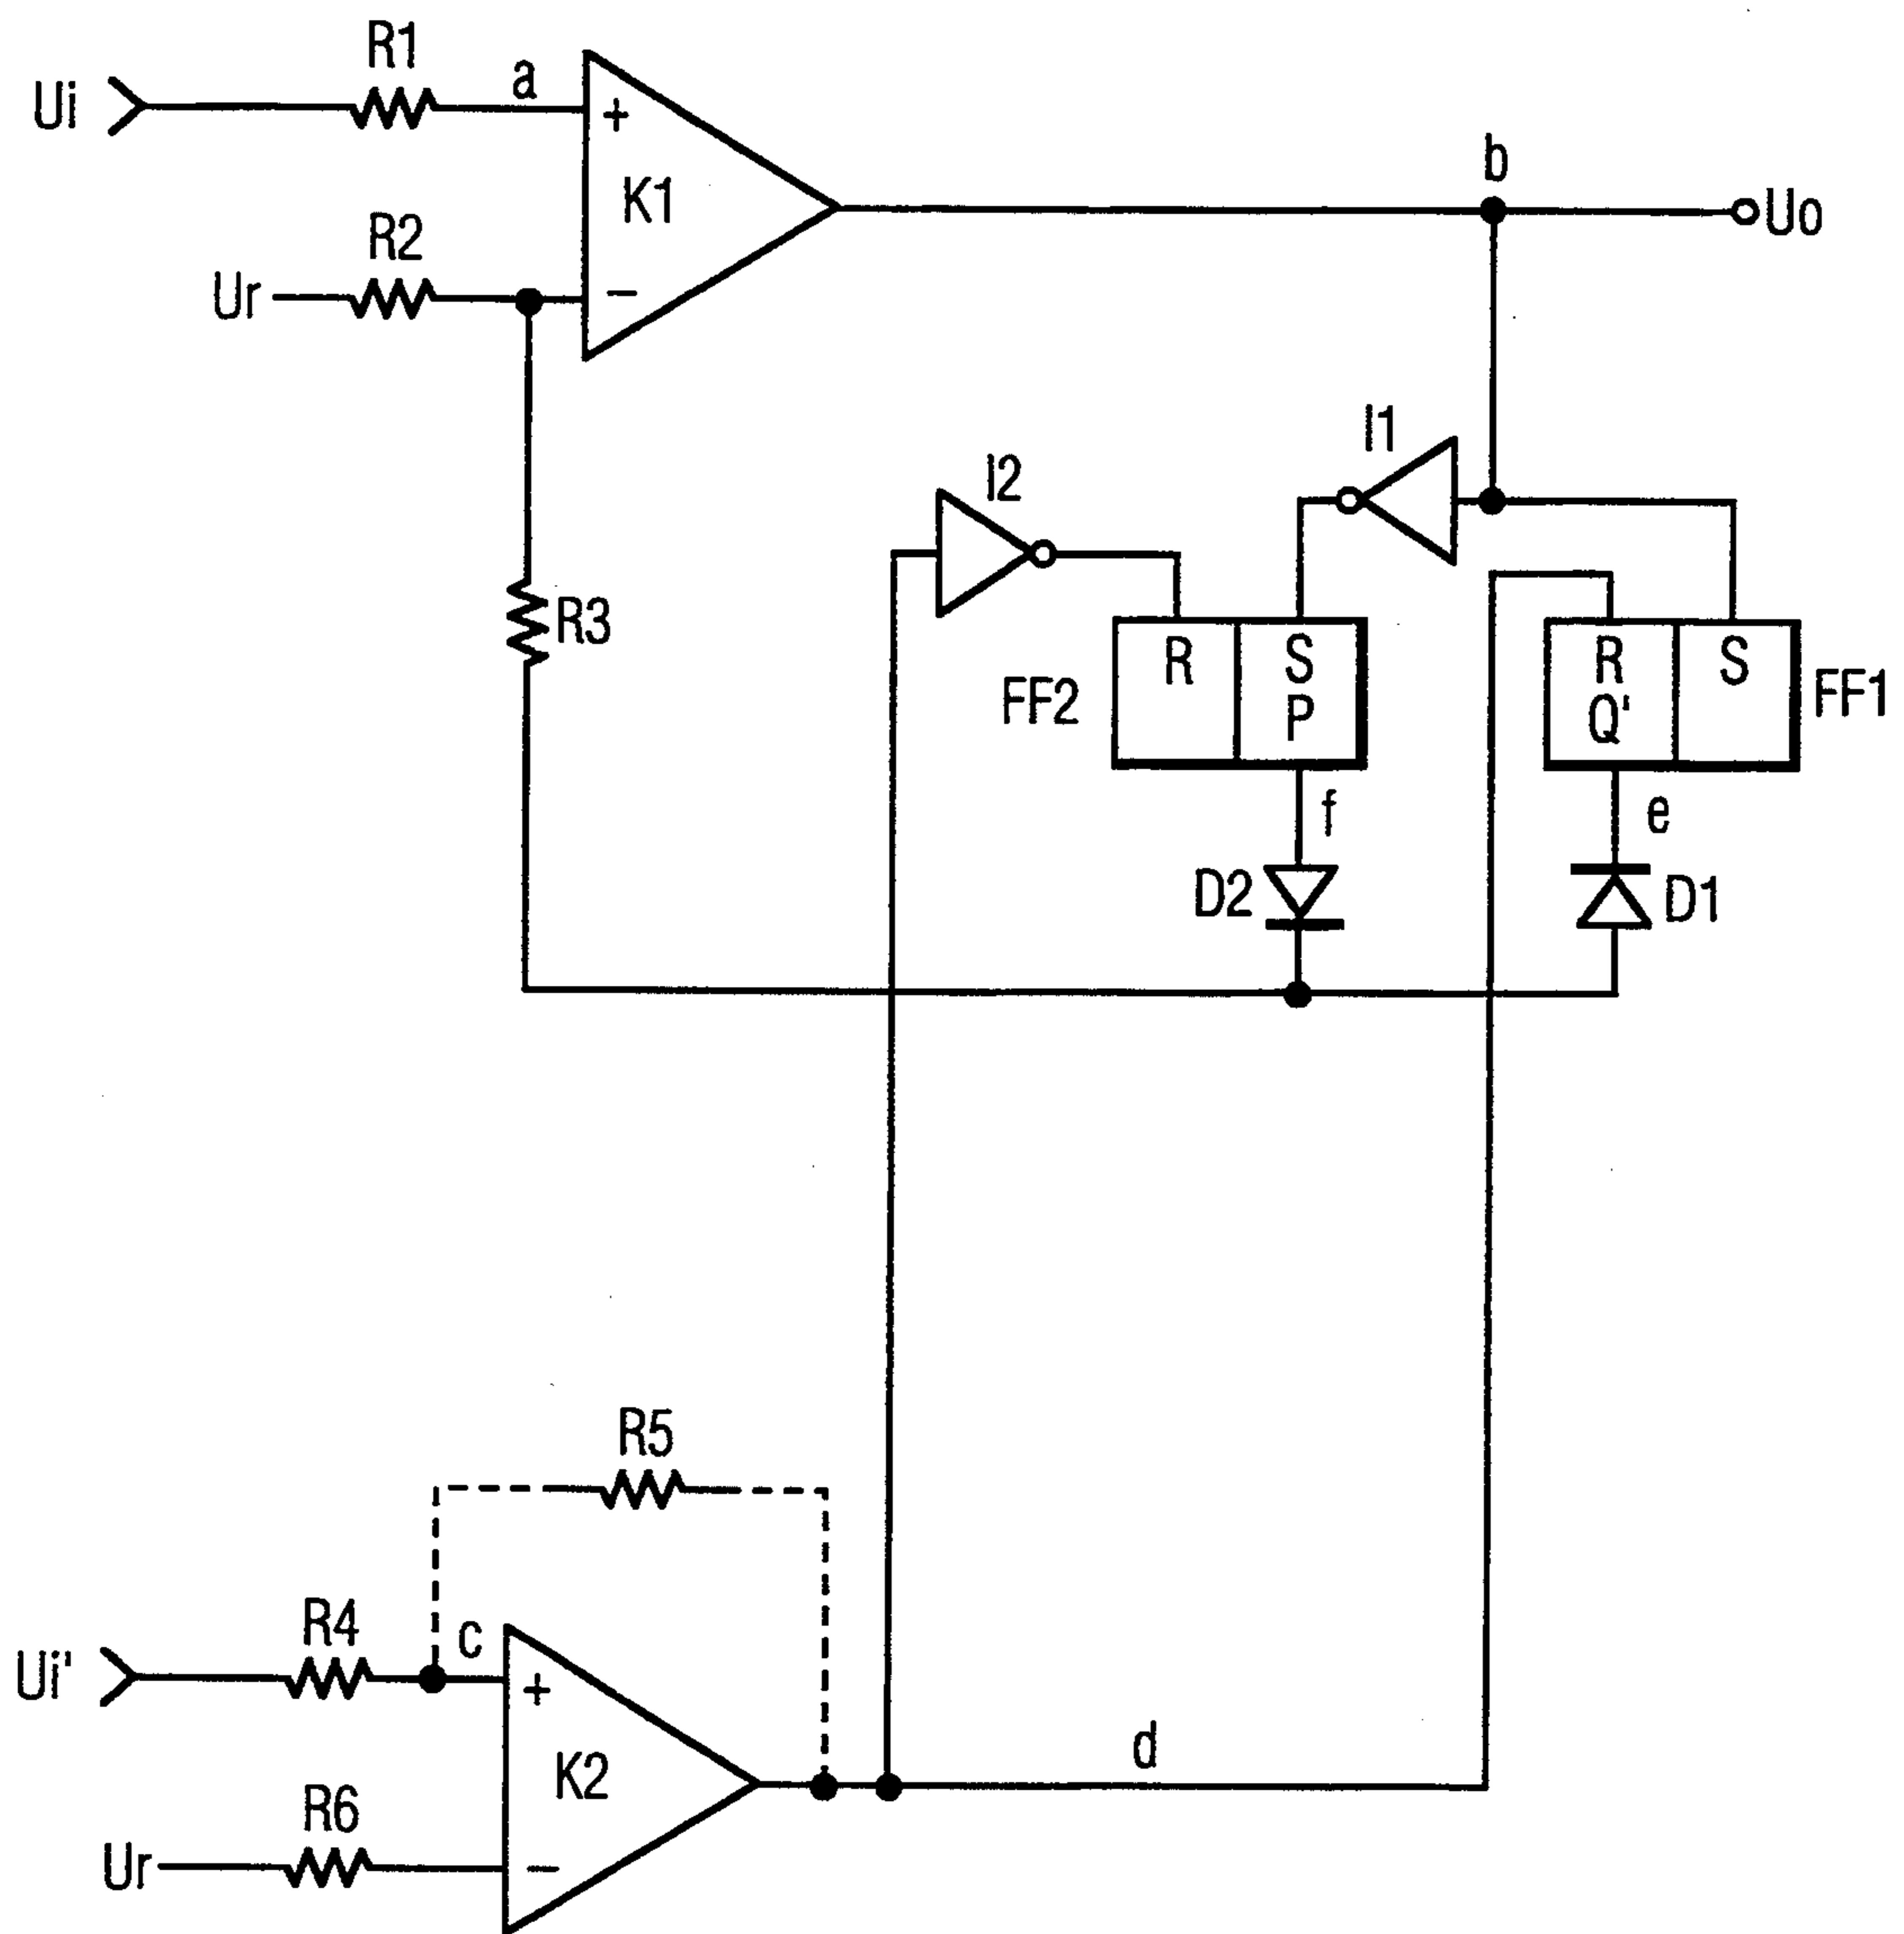 R1
Ui
a
+
K1
b
Uo
R2
Ur
−
I1
I2
R3
FF2
R
S
P
R
Q'
S
FF1
f
e
D2
D1
R5
R4
c
Ui'
+
K2
d
R6
Ur
−